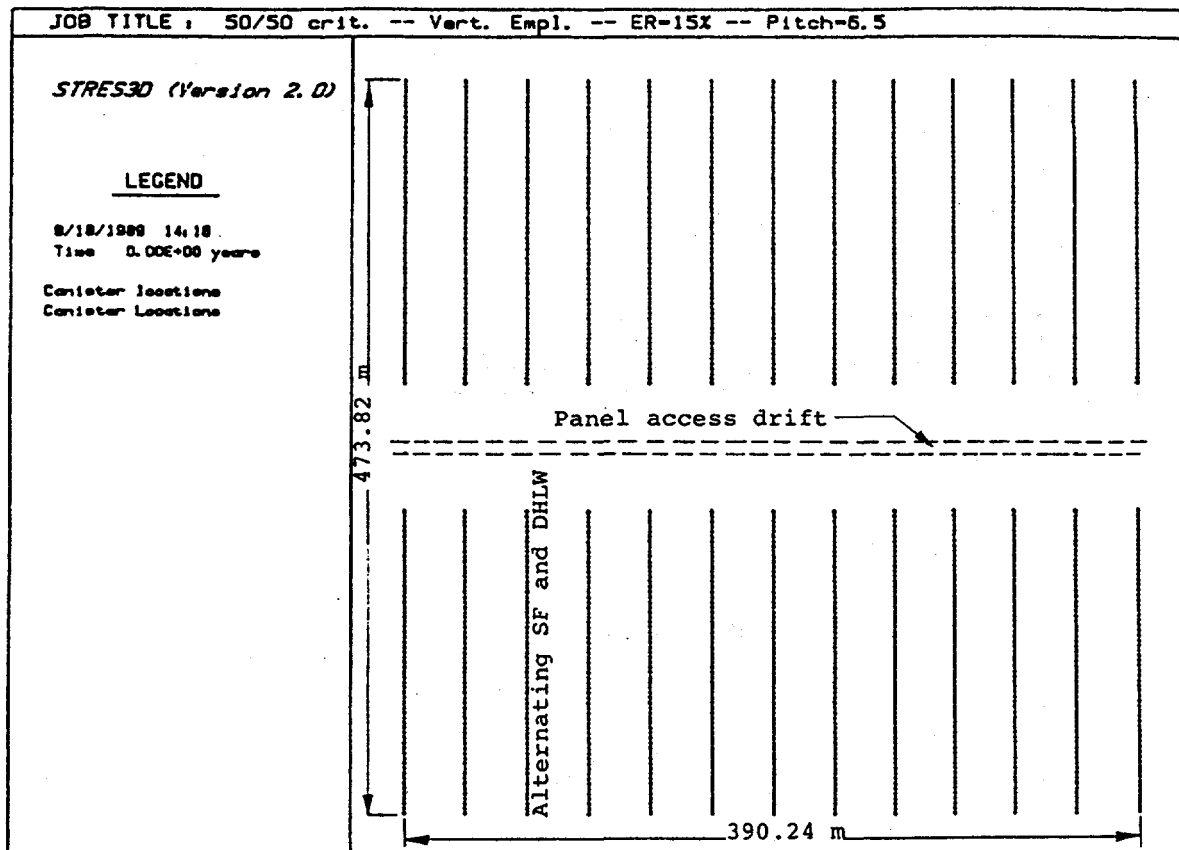 JOB TITLE : 50/50 crit. -- Vert. Empl. -- ER=15% -- Pitch=6.5
STRES3D (Version 2.0)
LEGEND
9/18/1989 14:18
Time 0.00E+00 years
Canister locations
Canister Locations
473.82 m
Panel access drift
Alternating SF and DHLW
390.24 m